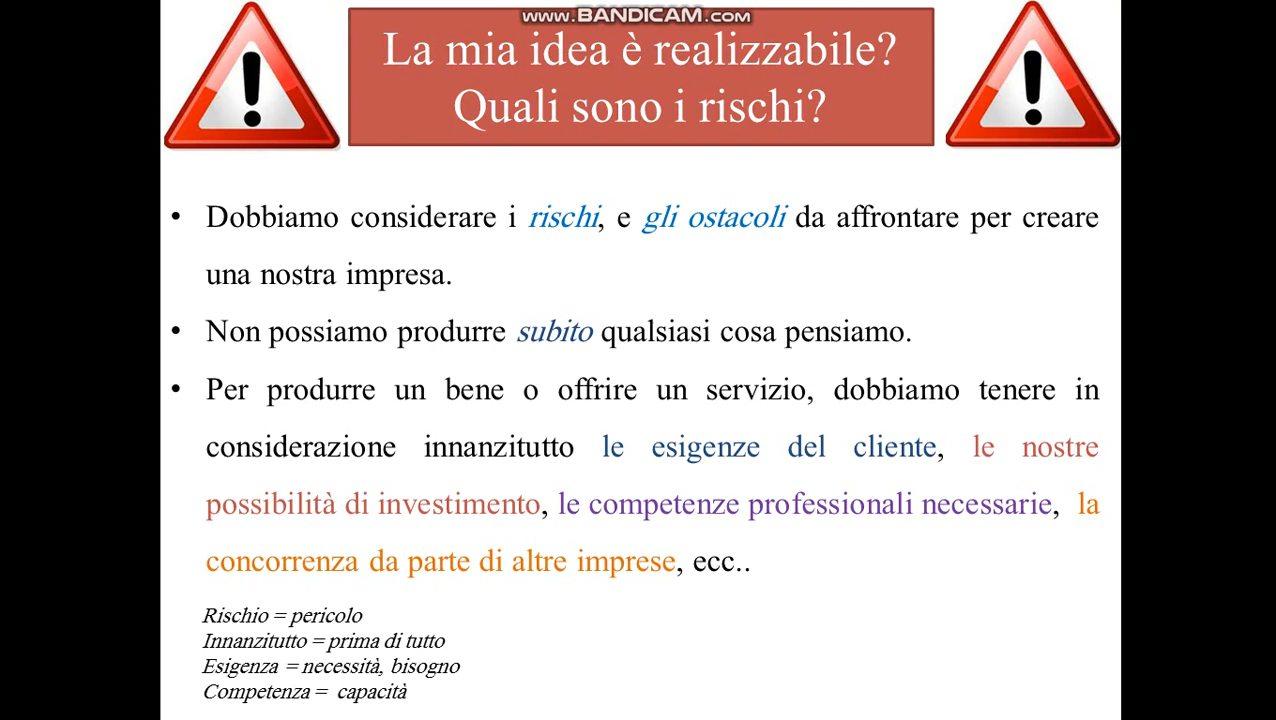 www.BANDICAM.com
La mia idea è realizzabile?
Quali sono i rischi?
• Dobbiamo considerare i rischi, e gli ostacoli da affrontare per creare
una nostra impresa.
• Non possiamo produrre subito qualsiasi cosa pensiamo.
• Per produrre un bene o offrire un servizio, dobbiamo tenere in
considerazione innanzitutto le esigenze del cliente, le nostre
possibilità di investimento, le competenze professionali necessarie, la
concorrenza da parte di altre imprese, ecc..
Rischio = pericolo
Innanzitutto = prima di tutto
Esigenza = necessità, bisogno
Competenza = capacità